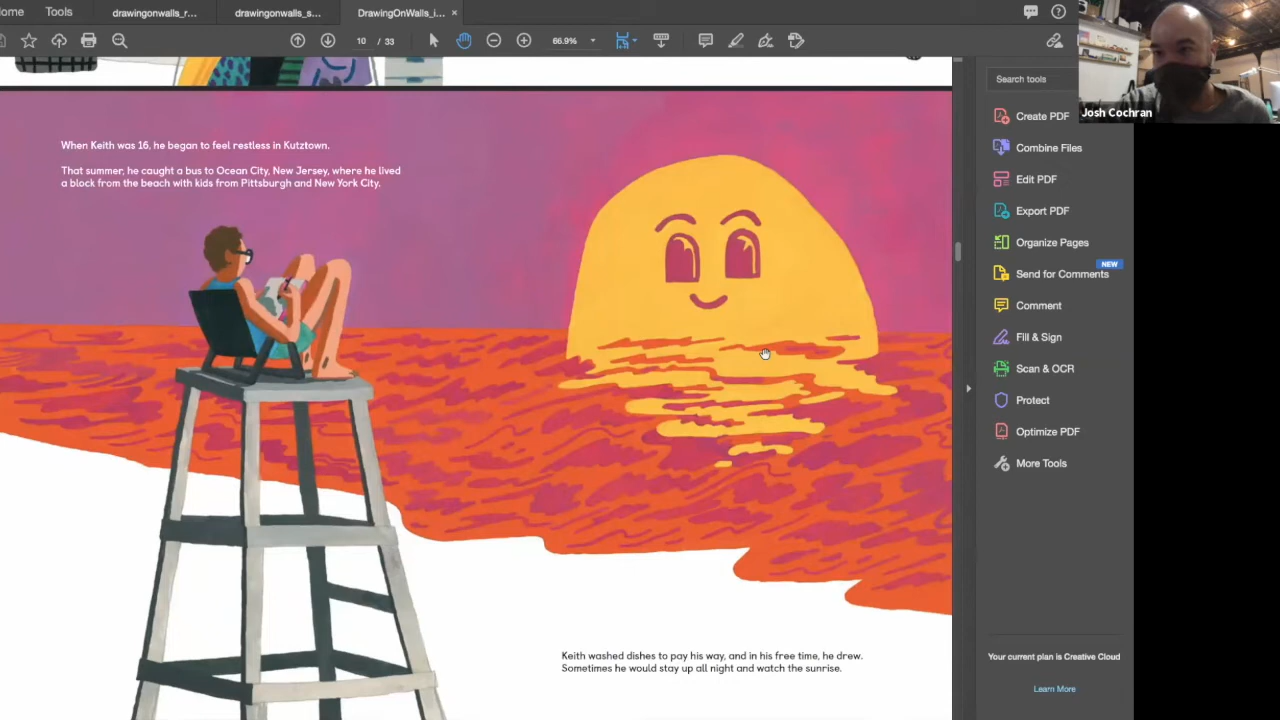 ome
Tools
drawingonwalls_r...
drawingonwalls_s...
DrawingOnWalls_i... ×
10 / 33
66.9%
Josh Cochran
Search tools
Create PDF
Combine Files
Edit PDF
Export PDF
Organize Pages
NEW
Send for Comments
Comment
Fill & Sign
Scan & OCR
Protect
Optimize PDF
More Tools
Your current plan is Creative Cloud
Learn More
When Keith was 16, he began to feel restless in Kutztown.
That summer, he caught a bus to Ocean City, New Jersey, where he lived
a block from the beach with kids from Pittsburgh and New York City.
Keith washed dishes to pay his way, and in his free time, he drew.
Sometimes he would stay up all night and watch the sunrise.